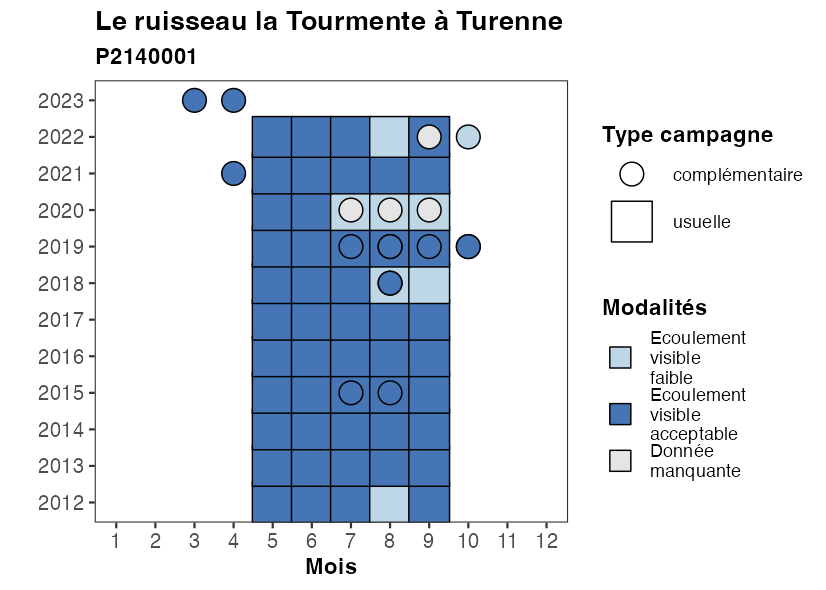 Le ruisseau la Tourmente à Turenne
P2140001
2023
2022
2021
2020
2019
2018
2017
2016
2015
2014
2013
2012
1 2 3 4 5 6 7 8 9 10 11 12
Mois
Type campagne
complémentaire
usuelle
Modalités
Ecoulement
visible
faible
Ecoulement
visible
acceptable
Donnée
manquante